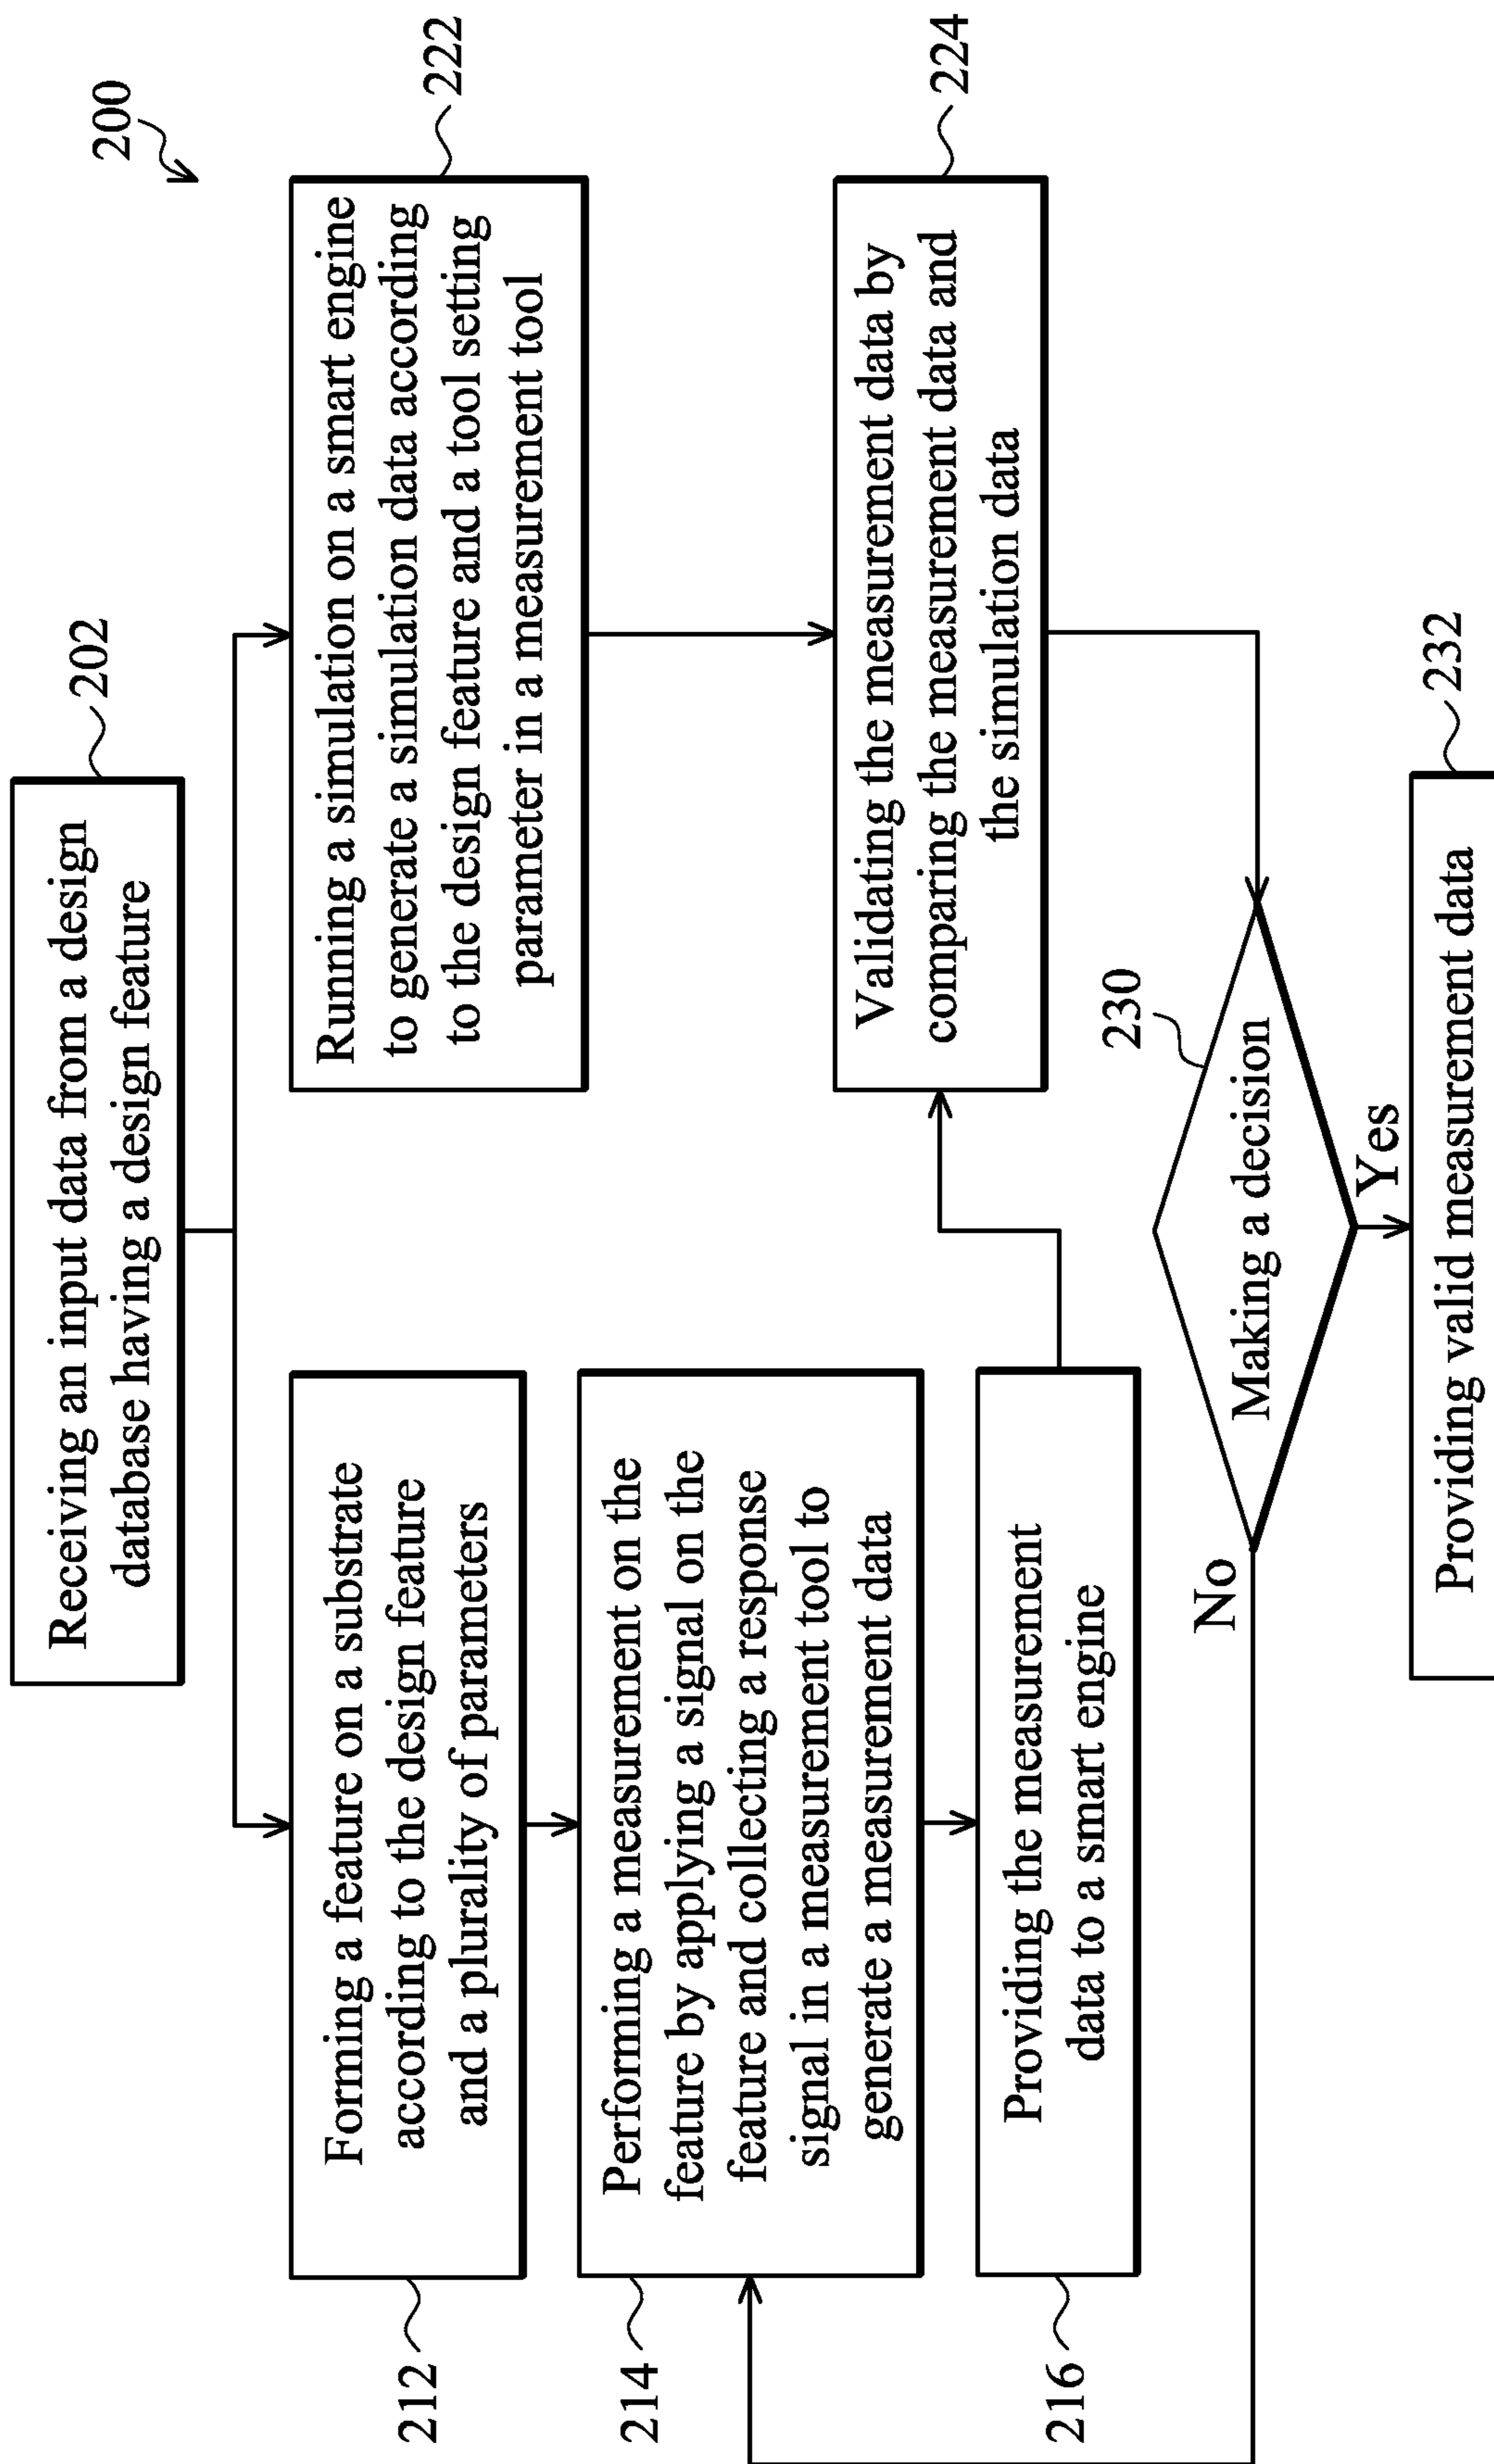 200
202
Receiving an input data from a design
database having a design feature
212
Forming a feature on a substrate
according to the design feature
and a plurality of parameters
222
Running a simulation on a smart engine
to generate a simulation data according
to the design feature and a tool setting
parameter in a measurement tool
214
Performing a measurement on the
feature by applying a signal on the
feature and collecting a response
signal in a measurement tool to
generate a measurement data
224
Validating the measurement data by
comparing the measurement data and
the simulation data
216
Providing the measurement
data to a smart engine
230
Making a decision
No
Yes
232
Providing valid measurement data